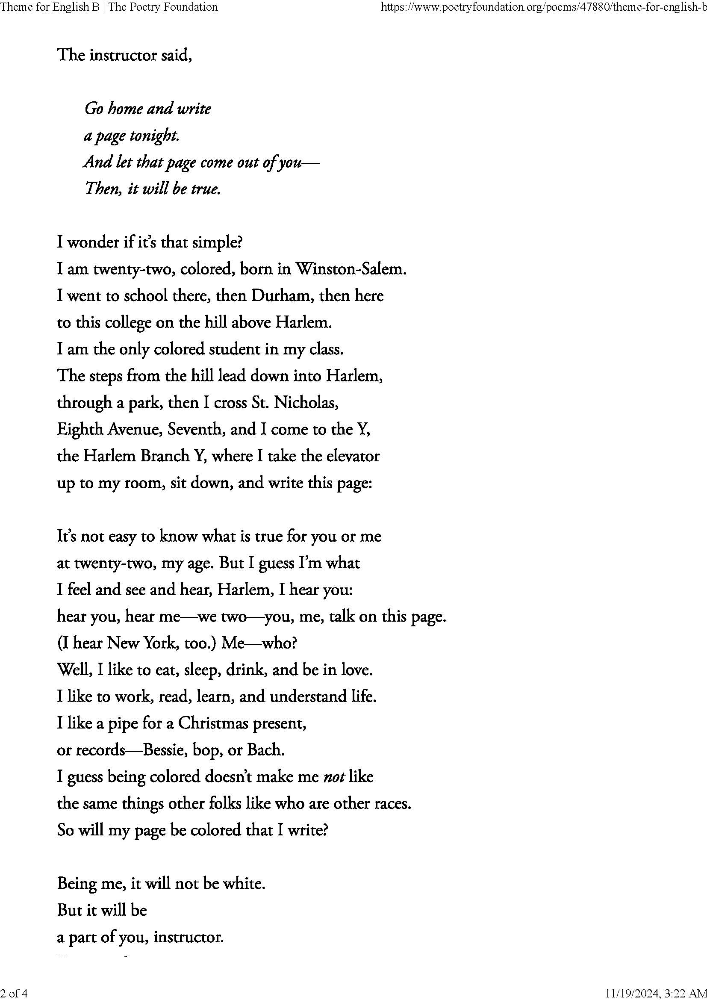 Theme for English B | The Poetry Foundation
https://www.poetryfoundation.org/poems/47880/theme-for-english-b
The instructor said,
Go home and write
a page tonight.
And let that page come out of you—
Then, it will be true.
I wonder if it’s that simple?
I am twenty-two, colored, born in Winston-Salem.
I went to school there, then Durham, then here
to this college on the hill above Harlem.
I am the only colored student in my class.
The steps from the hill lead down into Harlem,
through a park, then I cross St. Nicholas,
Eighth Avenue, Seventh, and I come to the Y,
the Harlem Branch Y, where I take the elevator
up to my room, sit down, and write this page:
It’s not easy to know what is true for you or me
at twenty-two, my age. But I guess I’m what
I feel and see and hear, Harlem, I hear you:
hear you, hear me—we two—you, me, talk on this page.
(I hear New York, too.) Me—who?
Well, I like to eat, sleep, drink, and be in love.
I like to work, read, learn, and understand life.
I like a pipe for a Christmas present,
or records—Bessie, bop, or Bach.
I guess being colored doesn’t make me not like
the same things other folks like who are other races.
So will my page be colored that I write?
Being me, it will not be white.
But it will be
a part of you, instructor.
2 of 4
11/19/2024, 3:22 AM